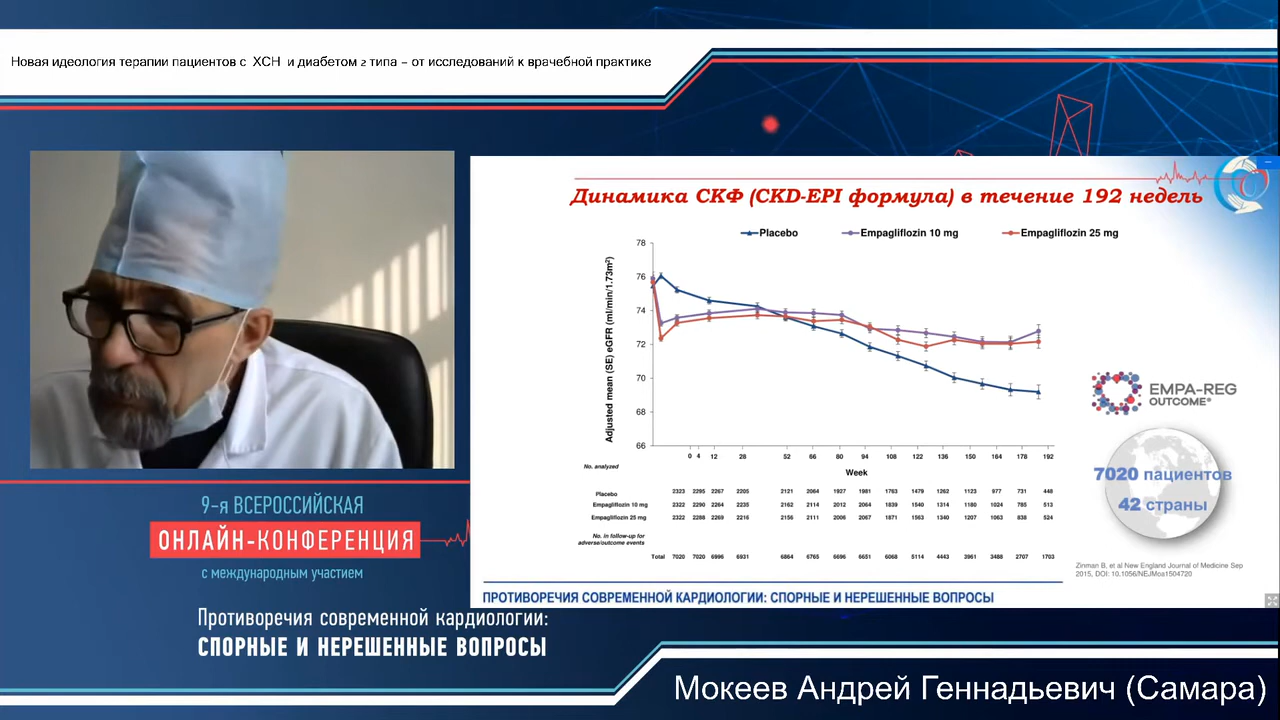 Новая идеология терапии пациентов с ХСН и диабетом 2 типа – от исследований к врачебной практике
Динамика СКФ (CKD-EPI формула) в течение 192 недель
Placebo Empagliflozin 10 mg Empagliflozin 25 mg
Adjusted mean (SE) eGFR (ml/min/1.73m²)
78
76
74
72
70
68
66
0 4 12 28 52 66 80 94 108 122 136 150 164 178 192
Week
No. analyzed
Placebo 2323 2295 2267 2205 2121 2064 1927 1981 1763 1479 1262 1123 977 731 448
Empagliflozin 10 mg 2322 2290 2264 2235 2162 2114 2012 2064 1839 1540 1314 1180 1024 785 513
Empagliflozin 25 mg 2322 2288 2269 2216 2156 2111 2006 2067 1871 1563 1340 1207 1063 838 524
No. in follow-up for
adverse/outcome events
Total 7020 7020 6996 6931 6864 6765 6696 6651 6068 5114 4443 3961 3488 2707 1703
EMPA-REG
OUTCOME®
7020 пациентов
42 страны
Zinman B, et al New England Journal of Medicine Sep
2015, DOI: 10.1056/NEJMoa1504720
ПРОТИВОРЕЧИЯ СОВРЕМЕННОЙ КАРДИОЛОГИИ: СПОРНЫЕ И НЕРЕШЕННЫЕ ВОПРОСЫ
9-я ВСЕРОССИЙСКАЯ
ОНЛАЙН-КОНФЕРЕНЦИЯ
с международным участием
Противоречия современной кардиологии:
СПОРНЫЕ И НЕРЕШЕННЫЕ ВОПРОСЫ
Мокеев Андрей Геннадьевич (Самара)